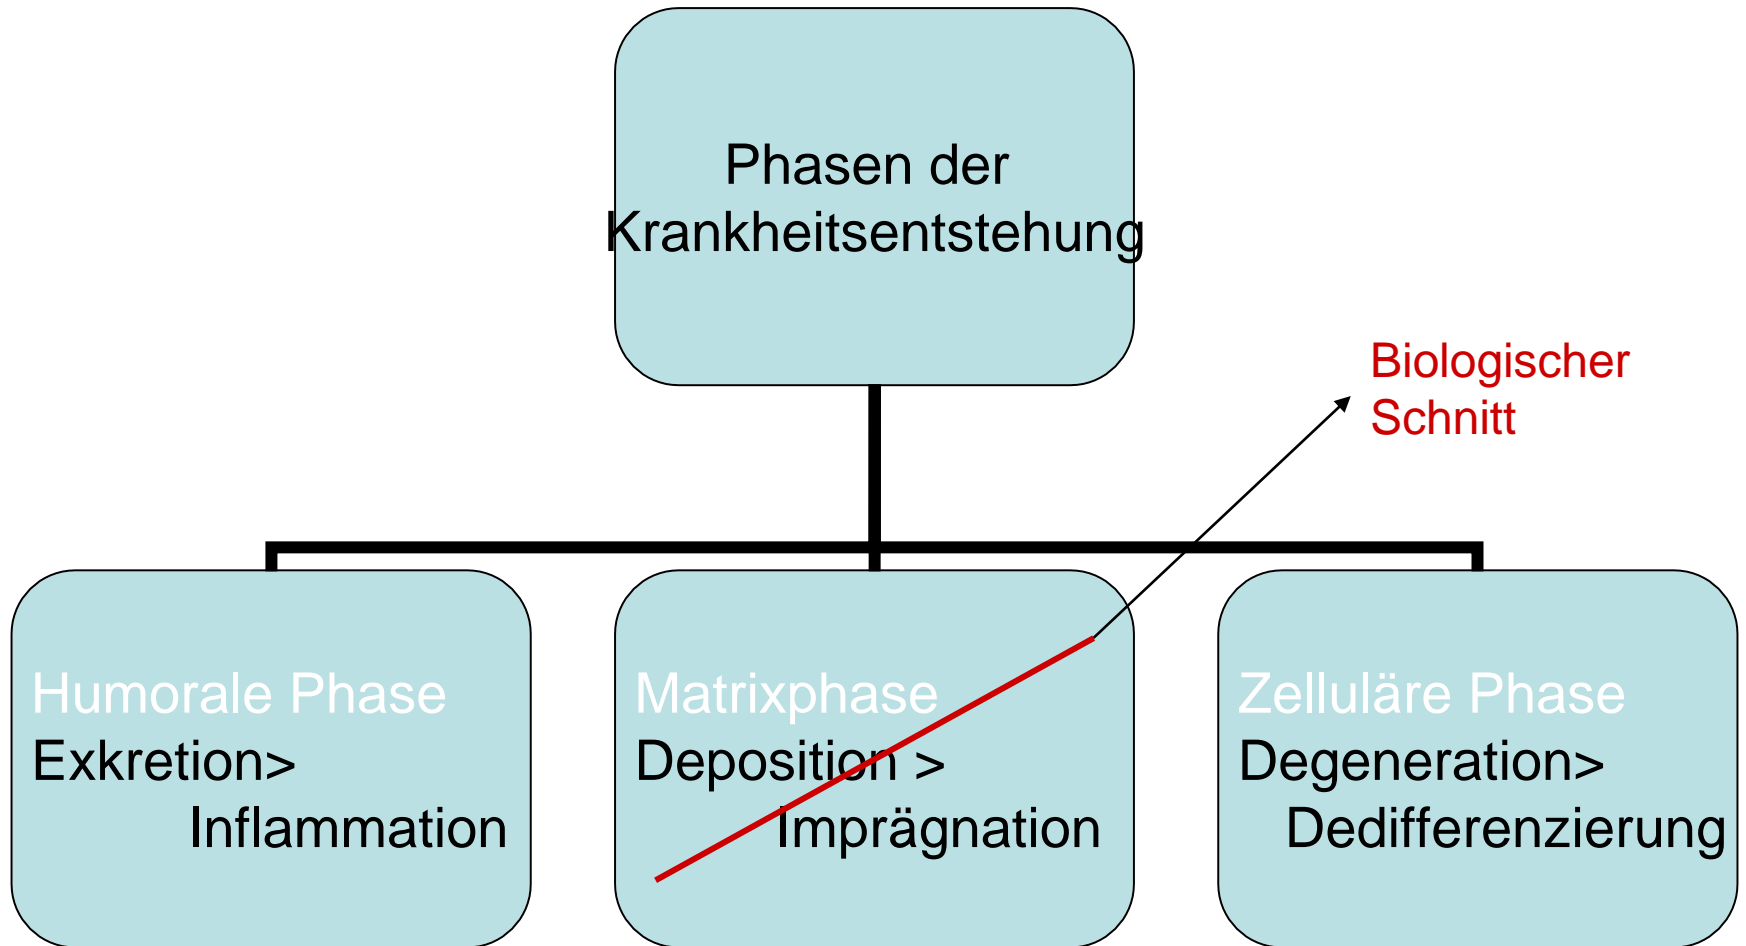 Phasen der
Krankheitsentstehung
Biologischer
Schnitt
Humorale Phase
Exkretion>
Inflammation
Matrixphase
Deposition >
Imprägnation
Zelluläre Phase
Degeneration>
Dedifferenzierung